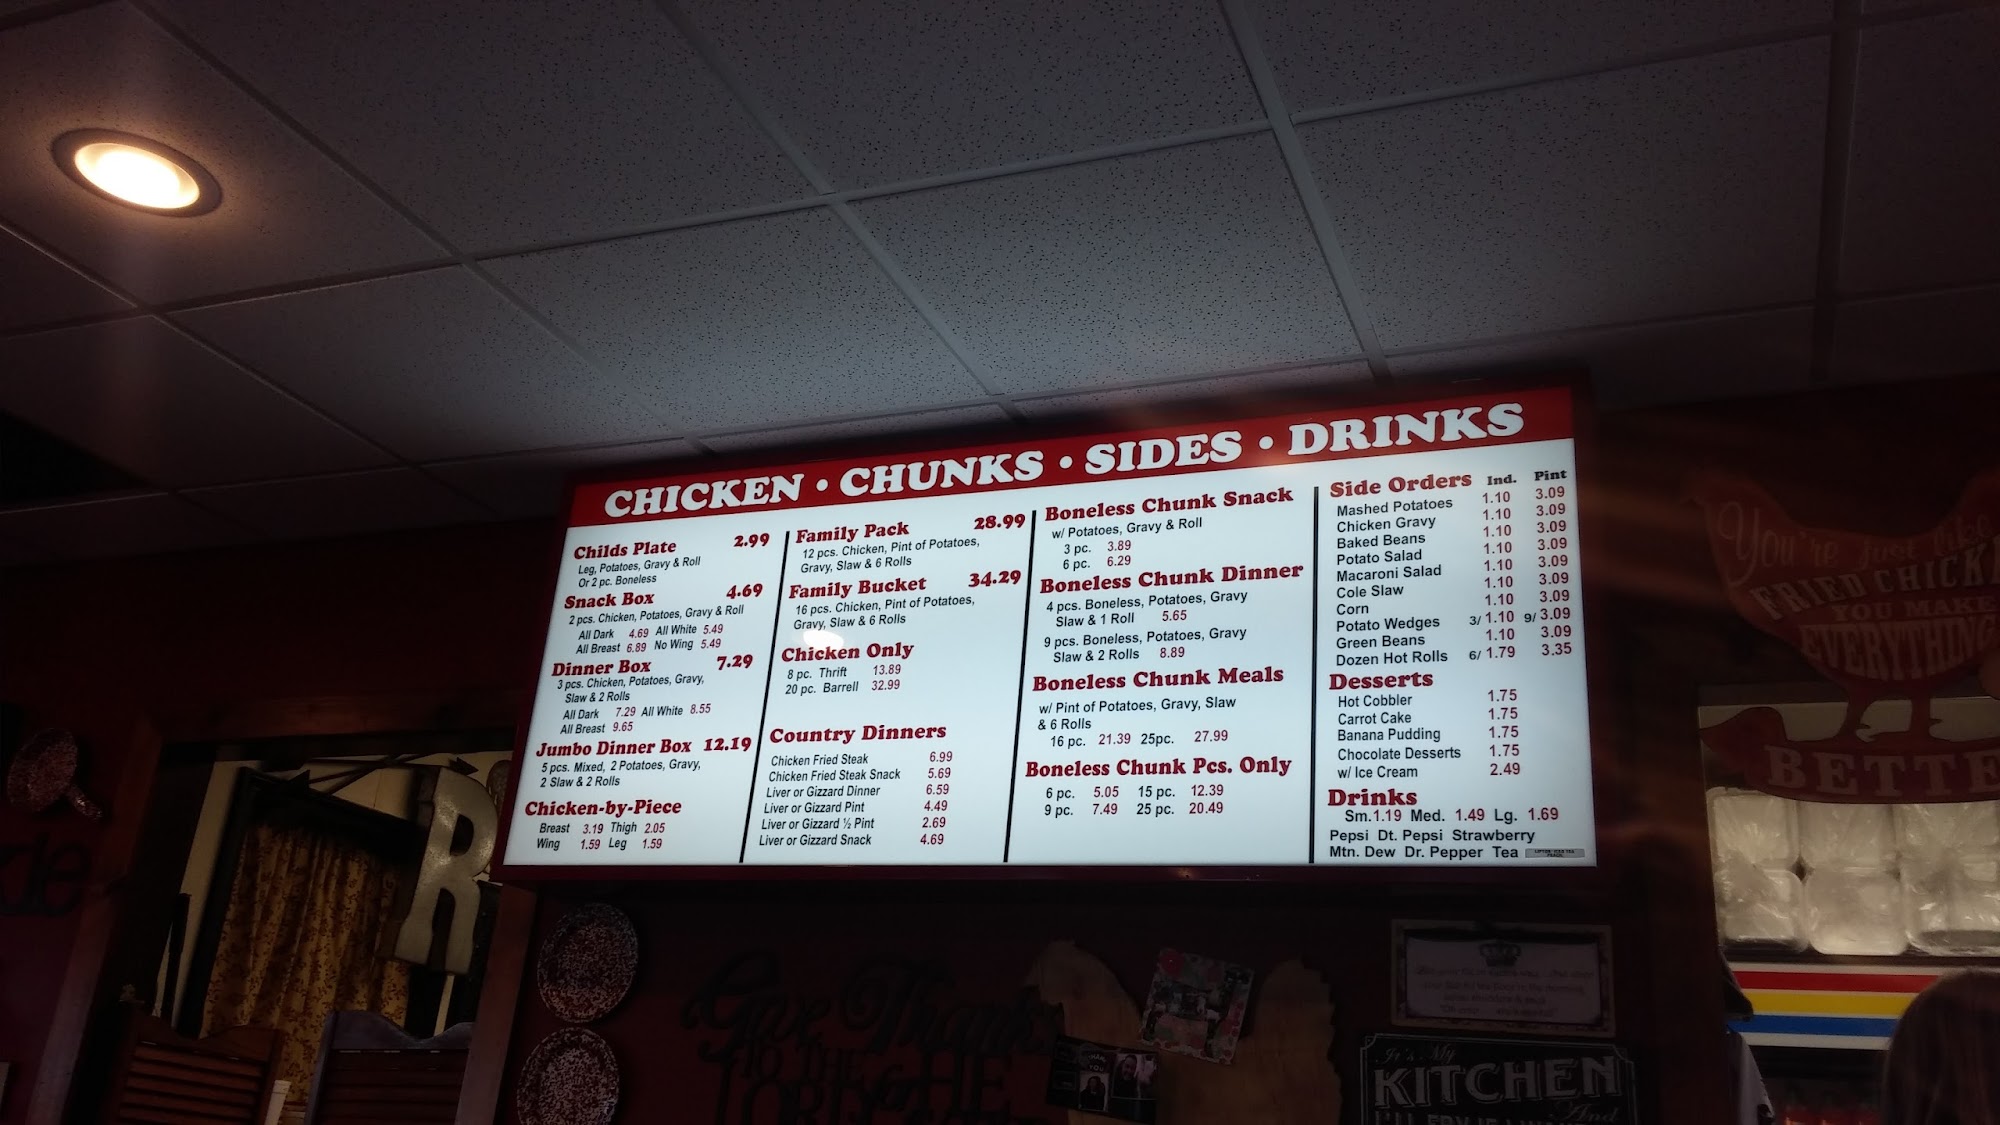 CHICKEN • CHUNKS • SIDES • DRINKS
Childs Plate 2.99
Leg, Potatoes, Gravy & Roll
Or 2 pc. Boneless
Snack Box 4.69
2 pcs. Chicken, Potatoes, Gravy & Roll
All Dark 4.69 All White 5.49
All Breast 6.89 No Wing 5.49
Dinner Box 7.29
3 pcs. Chicken, Potatoes, Gravy,
Slaw & 2 Rolls
All Dark 7.29 All White 8.55
All Breast 9.65
Jumbo Dinner Box 12.19
5 pcs. Mixed, 2 Potatoes, Gravy,
2 Slaw & 2 Rolls
Chicken-by-Piece
Breast 3.19 Thigh 2.05
Wing 1.59 Leg 1.59
Family Pack 28.99
12 pcs. Chicken, Pint of Potatoes,
Gravy, Slaw & 6 Rolls
Family Bucket 34.29
16 pcs. Chicken, Pint of Potatoes,
Gravy, Slaw & 6 Rolls
Chicken Only
8 pc. Thrift 13.89
20 pc. Barrell 32.99
Country Dinners
Chicken Fried Steak 6.99
Chicken Fried Steak Snack 5.69
Liver or Gizzard Dinner 6.59
Liver or Gizzard Pint 4.49
Liver or Gizzard ½ Pint 2.69
Liver or Gizzard Snack 4.69
Boneless Chunk Snack
w/ Potatoes, Gravy & Roll
3 pc. 3.89
6 pc. 6.29
Boneless Chunk Dinner
4 pcs. Boneless, Potatoes, Gravy
Slaw & 1 Roll 5.65
9 pcs. Boneless, Potatoes, Gravy
Slaw & 2 Rolls 8.89
Boneless Chunk Meals
w/ Pint of Potatoes, Gravy, Slaw
& 6 Rolls
16 pc. 21.39 25pc. 27.99
Boneless Chunk Pcs. Only
6 pc. 5.05 15 pc. 12.39
9 pc. 7.49 25 pc. 20.49
Side Orders Ind. Pint
Mashed Potatoes 1.10 3.09
Chicken Gravy 1.10 3.09
Baked Beans 1.10 3.09
Potato Salad 1.10 3.09
Macaroni Salad 1.10 3.09
Cole Slaw 1.10 3.09
Corn 1.10 3.09
Potato Wedges 3/ 1.10 9/ 3.09
Green Beans 1.10 3.09
Dozen Hot Rolls 6/ 1.79 3.35
Desserts
Hot Cobbler 1.75
Carrot Cake 1.75
Banana Pudding 1.75
Chocolate Desserts 1.75
w/ Ice Cream 2.49
Drinks
Sm.1.19 Med. 1.49 Lg. 1.69
Pepsi Dt. Pepsi Strawberry
Mtn. Dew Dr. Pepper Tea
You're just like
FRIED CHICK
YOU MAKE
EVERYTHING
BETTE
R
Give Thanks
TO THE
LORD
It's My
KITCHEN
And